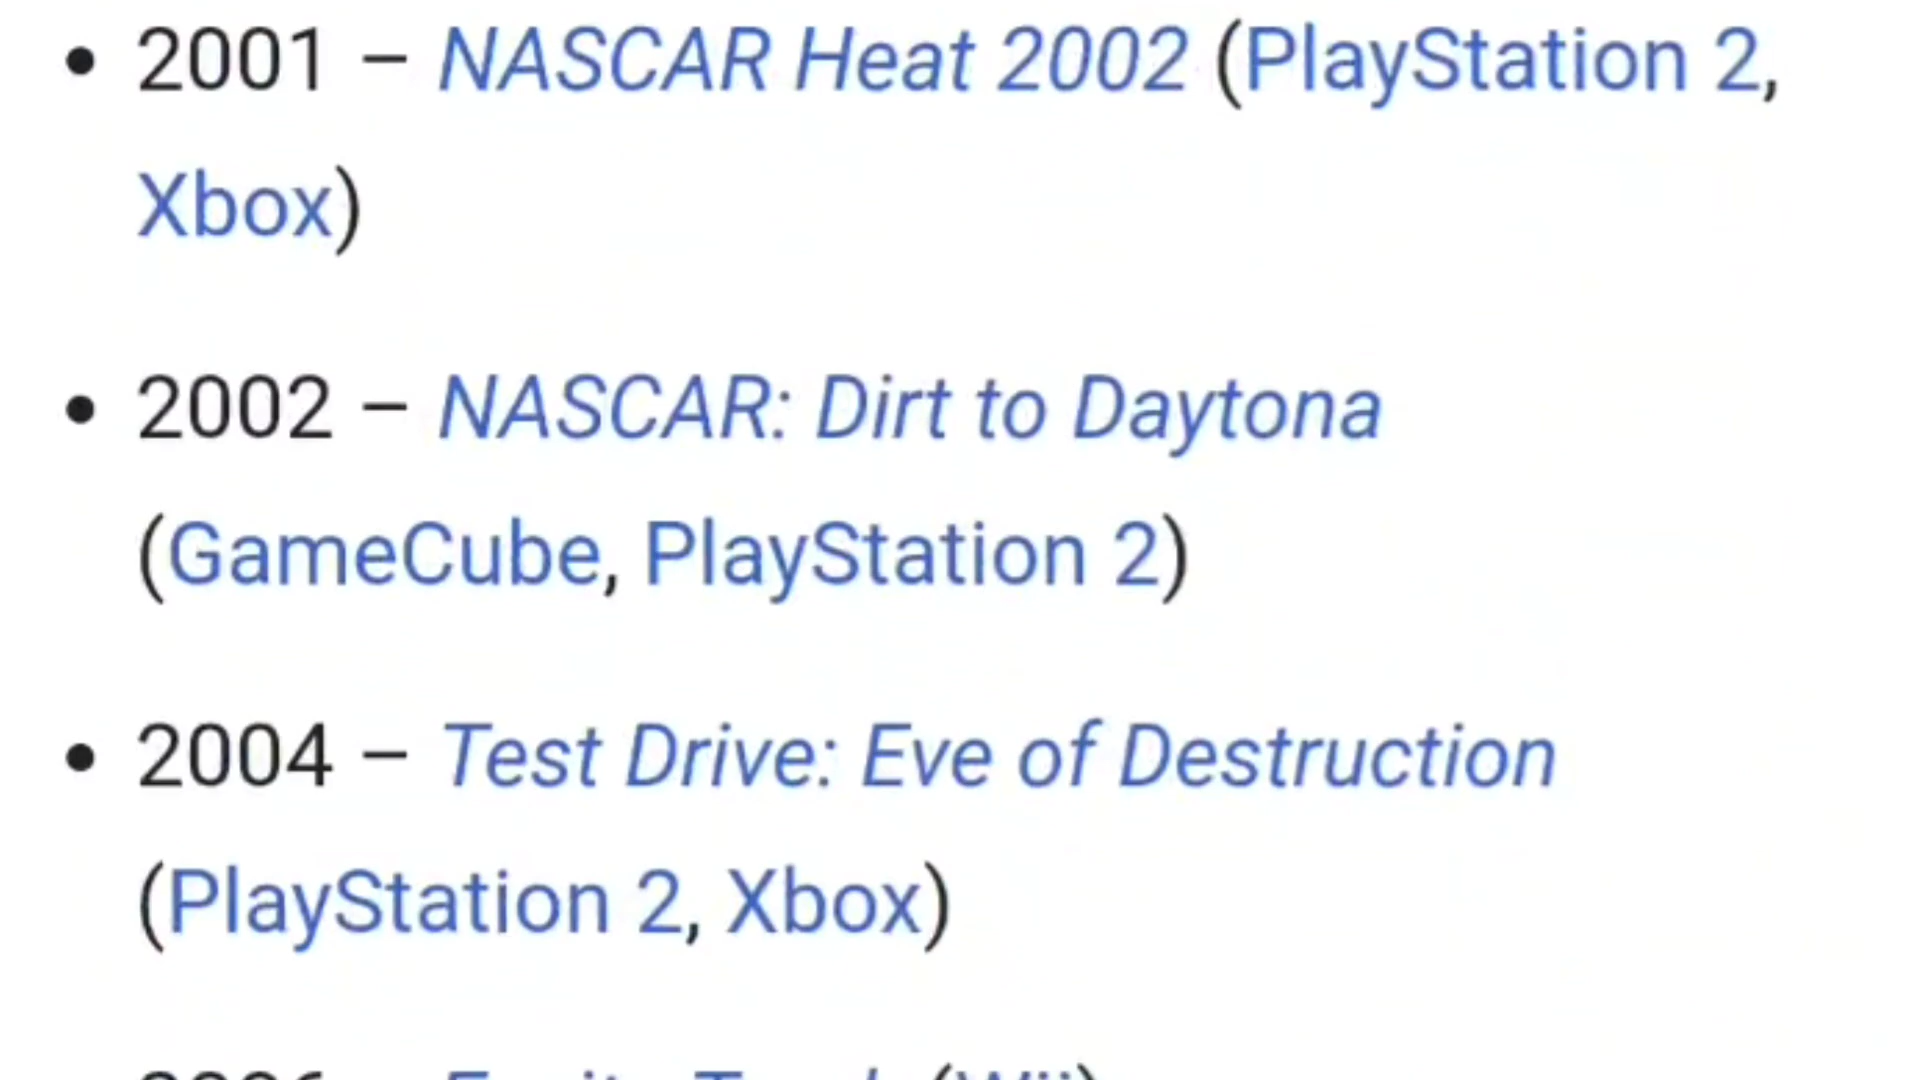 • 2001 – NASCAR Heat 2002 (PlayStation 2,
Xbox)
• 2002 – NASCAR: Dirt to Daytona
(GameCube, PlayStation 2)
• 2004 – Test Drive: Eve of Destruction
(PlayStation 2, Xbox)